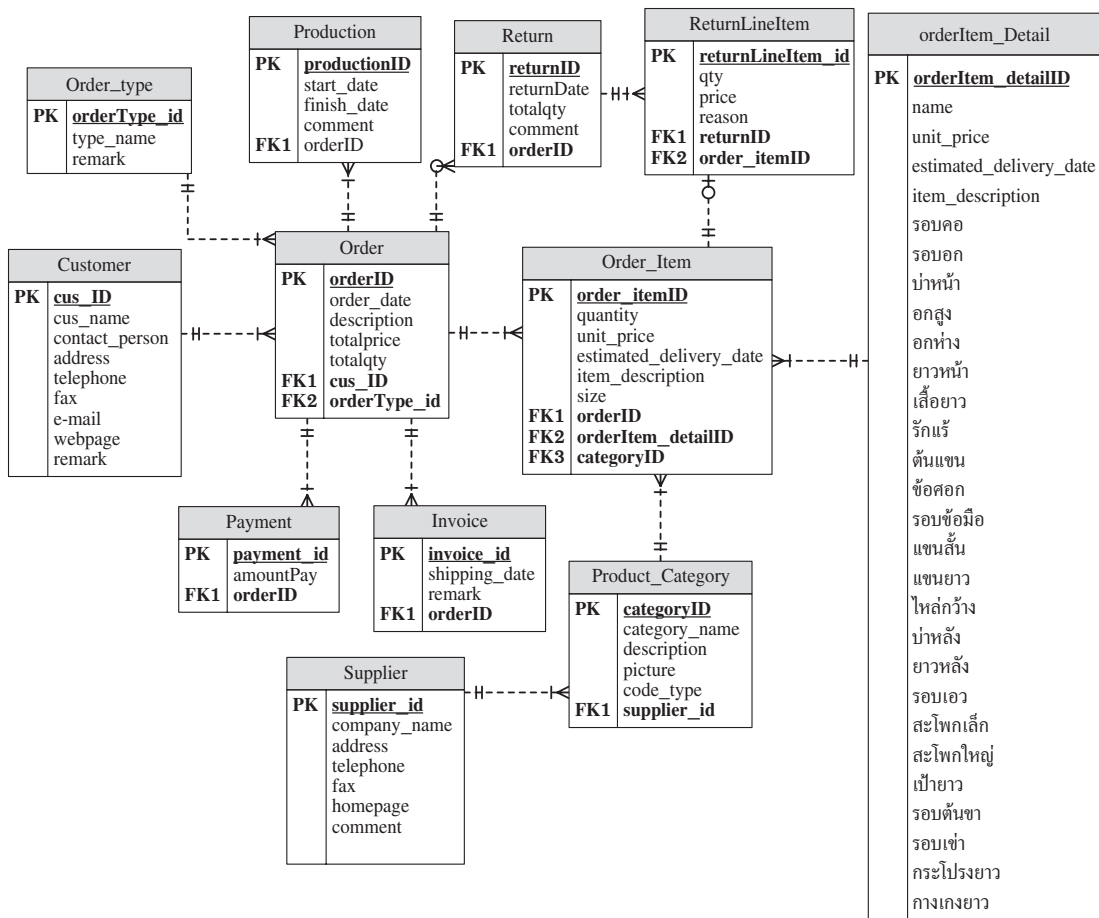 Production
PK productionID
start_date
finish_date
comment
FK1 orderID
Return
PK returnID
returnDate
totalqty
comment
FK1 orderID
ReturnLineItem
PK returnLineItem_id
qty
price
reason
FK1 returnID
FK2 order_itemID
orderItem_Detail
PK orderItem_detailID
name
unit_price
estimated_delivery_date
item_description
รอบคอ
รอบอก
บ่าหน้า
อกสูง
อกห่าง
ยาวหน้า
เสื้อยาว
รักแร้
ต้นแขน
ข้อศอก
รอบข้อมือ
แขนสั้น
แขนยาว
ไหล่กว้าง
บ่าหลัง
ยาวหลัง
รอบเอว
สะโพกเล็ก
สะโพกใหญ่
เป้ายาว
รอบต้นขา
รอบเข่า
กระโปรงยาว
กางเกงยาว
Order_type
PK orderType_id
type_name
remark
Customer
PK cus_ID
cus_name
contact_person
address
telephone
fax
e-mail
webpage
remark
Order
PK orderID
order_date
description
totalprice
totalqty
FK1 cus_ID
FK2 orderType_id
Order_Item
PK order_itemID
quantity
unit_price
estimated_delivery_date
item_description
size
FK1 orderID
FK2 orderItem_detailID
FK3 categoryID
Payment
PK payment_id
amountPay
FK1 orderID
Invoice
PK invoice_id
shipping_date
remark
FK1 orderID
Product_Category
PK categoryID
category_name
description
picture
code_type
FK1 supplier_id
Supplier
PK supplier_id
company_name
address
telephone
fax
homepage
comment